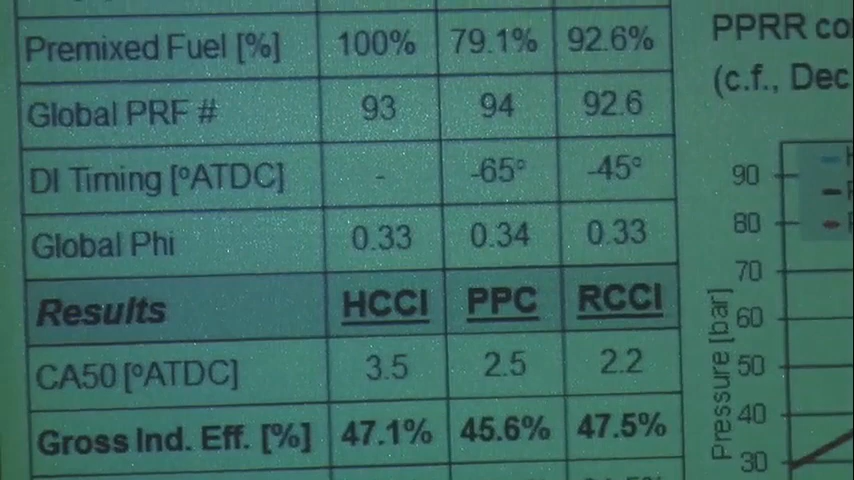 Premixed Fuel [%] 100% 79.1% 92.6%
Global PRF # 93 94 92.6
DI Timing [ºATDC] - -65° -45°
Global Phi 0.33 0.34 0.33
Results HCCI PPC RCCI
CA50 [ºATDC] 3.5 2.5 2.2
Gross Ind. Eff. [%] 47.1% 45.6% 47.5%
PPRR co
(c.f., Dec
90
80
70
60
50
40
30
Pressure [bar]